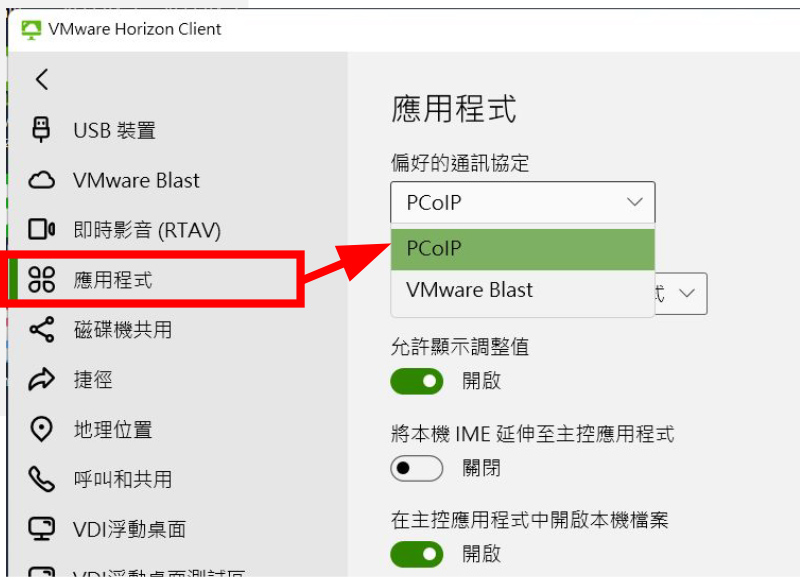 VMware Horizon Client
USB 裝置
VMware Blast
即時影音 (RTAV)
應用程式
磁碟機共用
捷徑
地理位置
呼叫和共用
VDI浮動桌面
VDI浮動桌面測試區
應用程式
偏好的通訊協定
PCoIP
PCoIP
VMware Blast
式
允許顯示調整值
開啟
將本機 IME 延伸至主控應用程式
關閉
在主控應用程式中開啟本機檔案
開啟